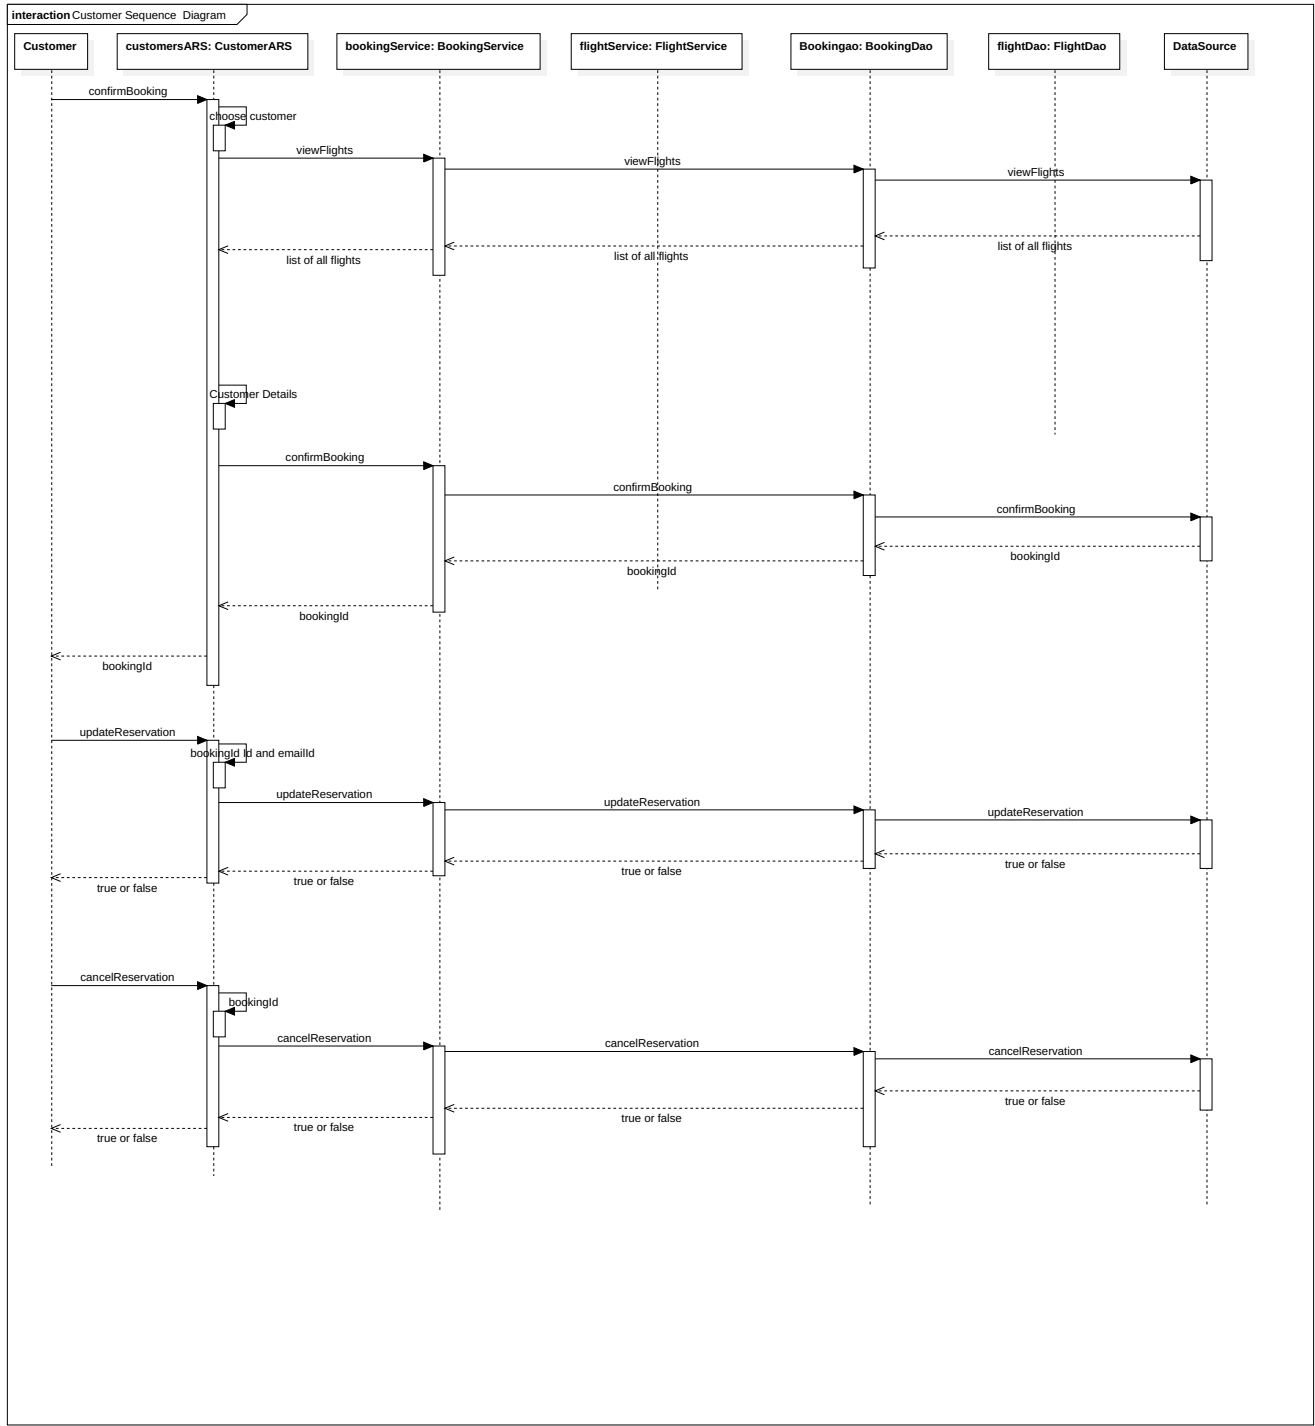 interaction Customer Sequence Diagram
Customer
customersARS: CustomerARS
bookingService: BookingService
flightService: FlightService
Bookingao: BookingDao
flightDao: FlightDao
DataSource
confirmBooking
choose customer
viewFlights
viewFlights
viewFlights
list of all flights
list of all flights
list of all flights
Customer Details
confirmBooking
confirmBooking
confirmBooking
bookingId
bookingId
bookingId
bookingId
updateReservation
bookingId Id and emailId
updateReservation
updateReservation
updateReservation
true or false
true or false
true or false
true or false
cancelReservation
bookingId
cancelReservation
cancelReservation
cancelReservation
true or false
true or false
true or false
true or false